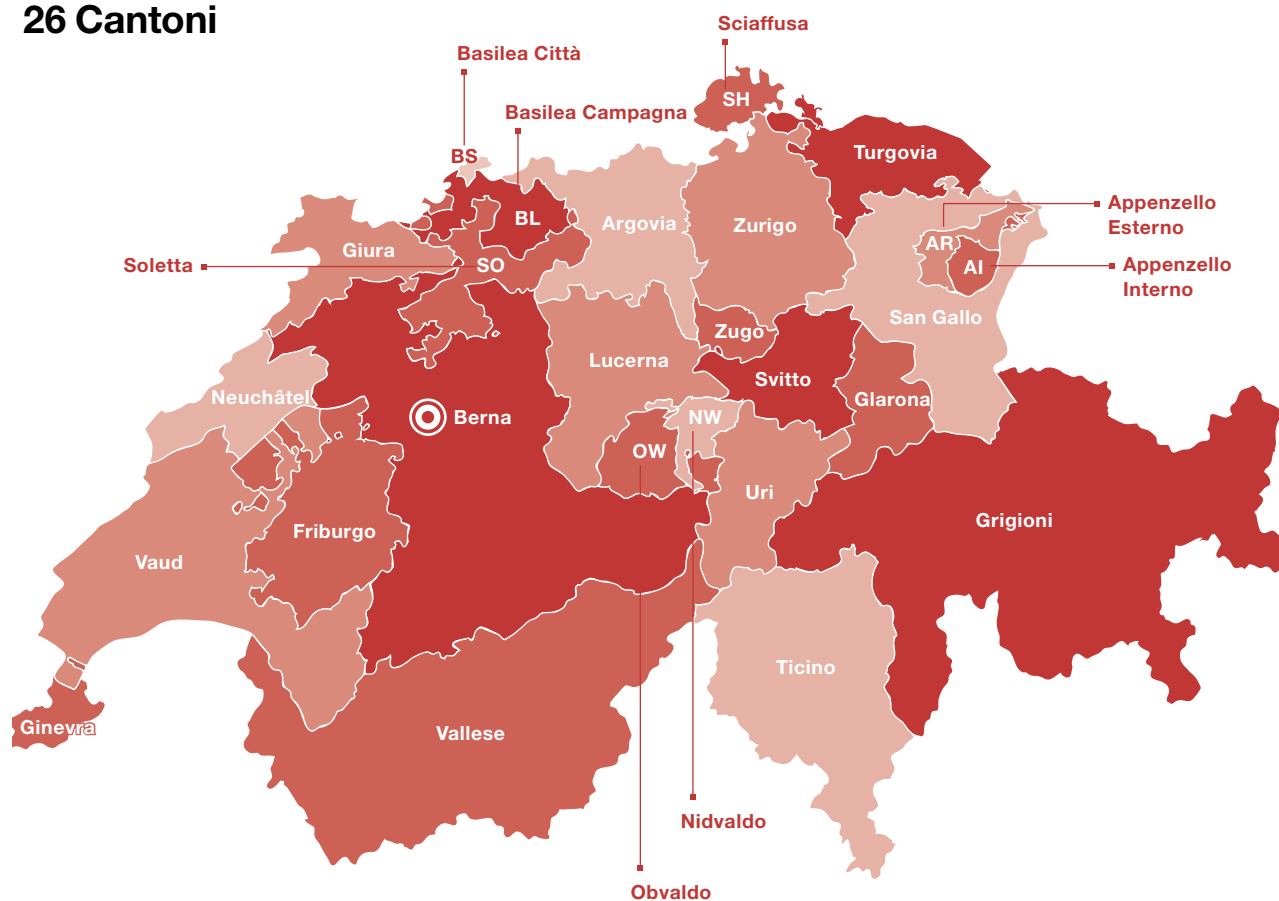 26 Cantoni
Sciaffusa
Basilea Città
SH
Basilea Campagna
BS
Turgovia
Appenzello
Esterno
BL
Argovia
Zurigo
Giura
AR
Soletta
SO
AI
Appenzello
Interno
San Gallo
Zugo
Lucerna
Svitto
Neuchâtel
Glarona
Berna
NW
OW
Uri
Friburgo
Grigioni
Vaud
Ticino
Ginevra
Vallese
Nidvaldo
Obvaldo